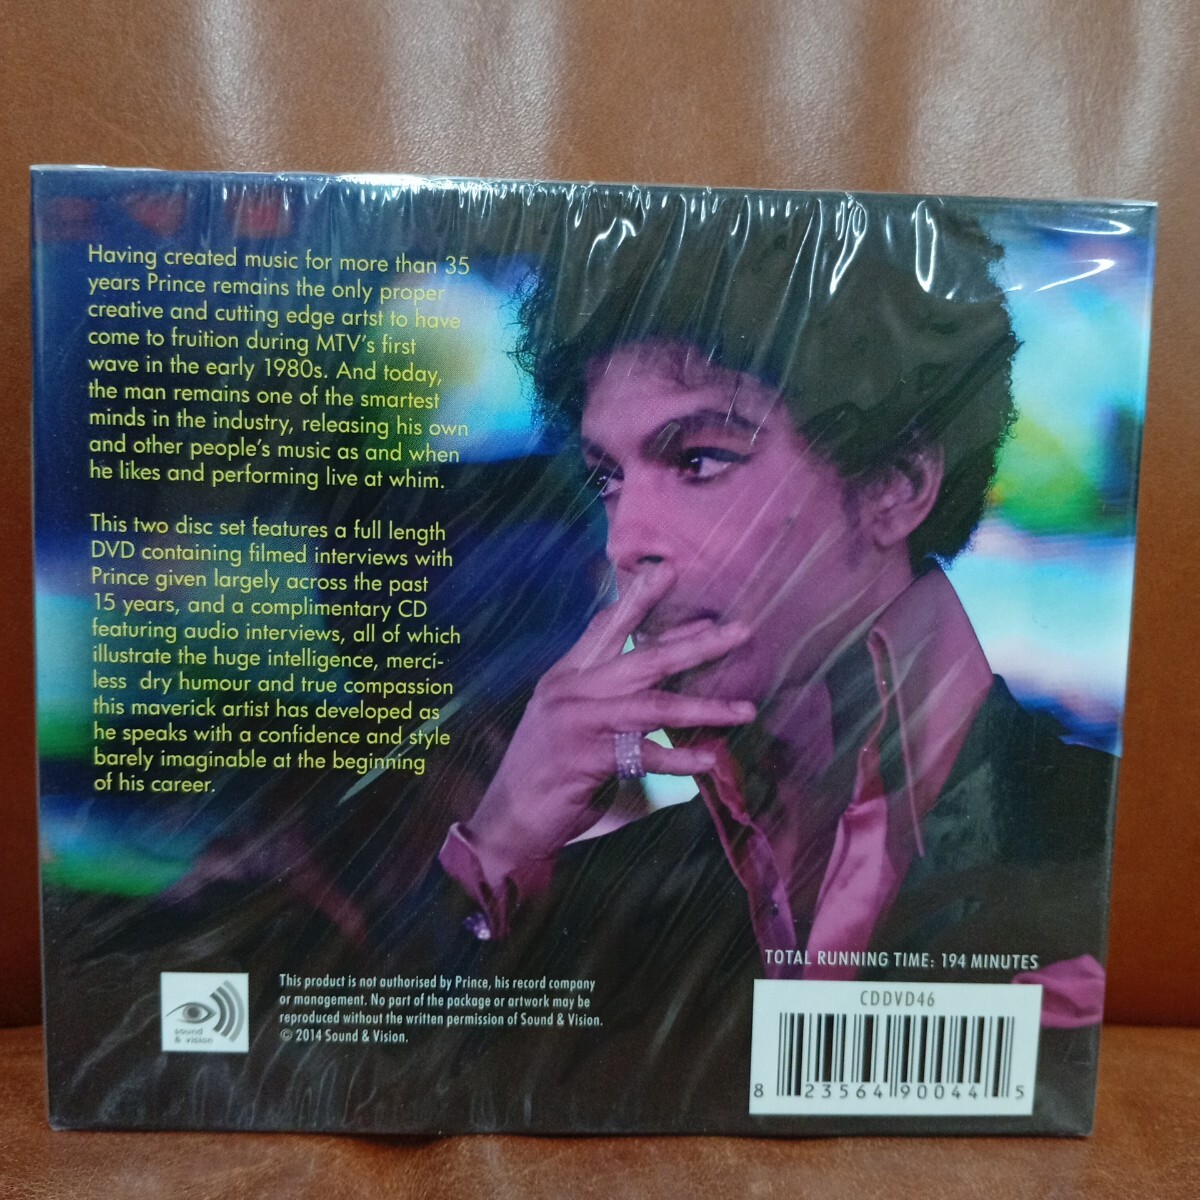 Having created music for more than 35
years Prince remains the only proper
creative and cutting edge artst to have
come to fruition during MTV's first
wave in the early 1980s. And today,
the man remains one of the smartest
minds in the industry, releasing his own
and other people's music as and when
he likes and performing live at whim.
This two disc set features a full length
DVD containing filmed interviews with
Prince given largely across the past
15 years, and a complimentary CD
featuring audio interviews, all of which
illustrate the huge intelligence, merci-
less dry humour and true compassion
this maverick artist has developed as
he speaks with a confidence and style
barely imaginable at the beginning
of his career.
TOTAL RUNNING TIME: 194 MINUTES
sound
& vision
This product is not authorised by Prince, his record company
or management. No part of the package or artwork may be
reproduced without the written permission of Sound & Vision.
© 2014 Sound & Vision.
CDDVD46
8 23564 90044 5